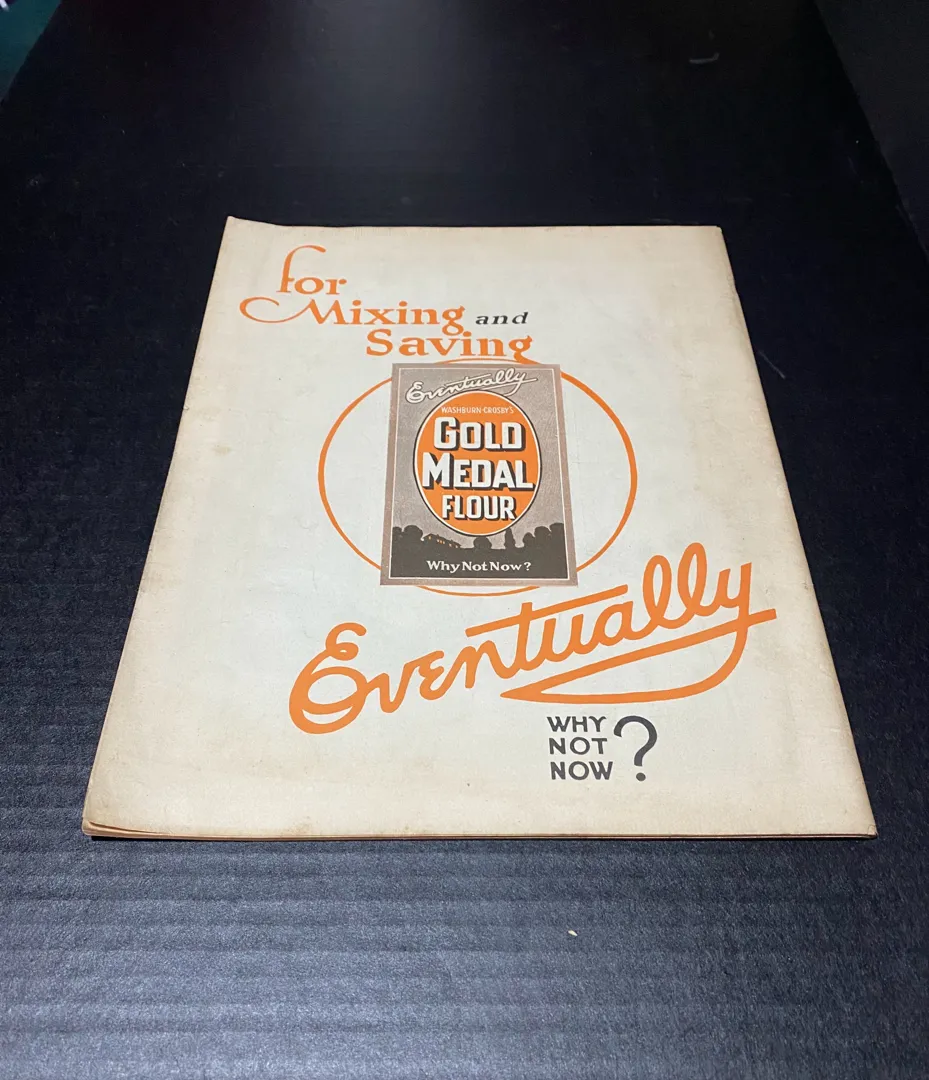 for
Mixing and
Saving
Eventually
WASHBURN-CROSBY'S
GOLD
MEDAL
FLOUR
Why Not Now?
Eventually
WHY
NOT
NOW?